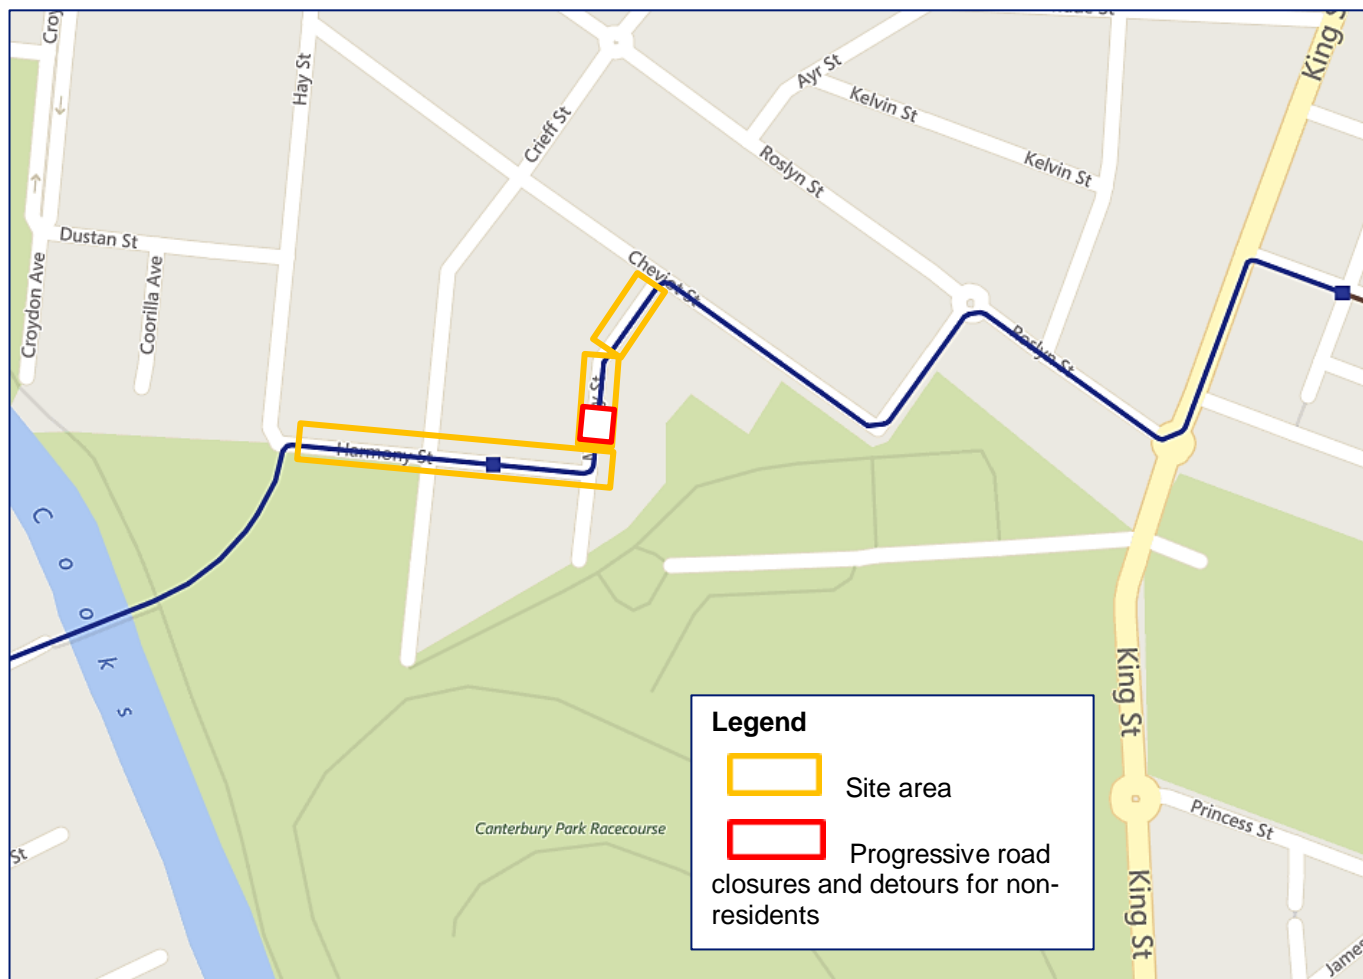 King St
Hay St
Crieff St
Ayr St
Kelvin St
Kelvin St
Roslyn St
Dustan St
Croydon Ave
Coorilla Ave
Cheviot St
Roslyn St
Harmony St
Cooks
King St
King St
Princess St
Canterbury Park Racecourse
St
James
Legend
Site area
Progressive road
closures and detours for non-
residents